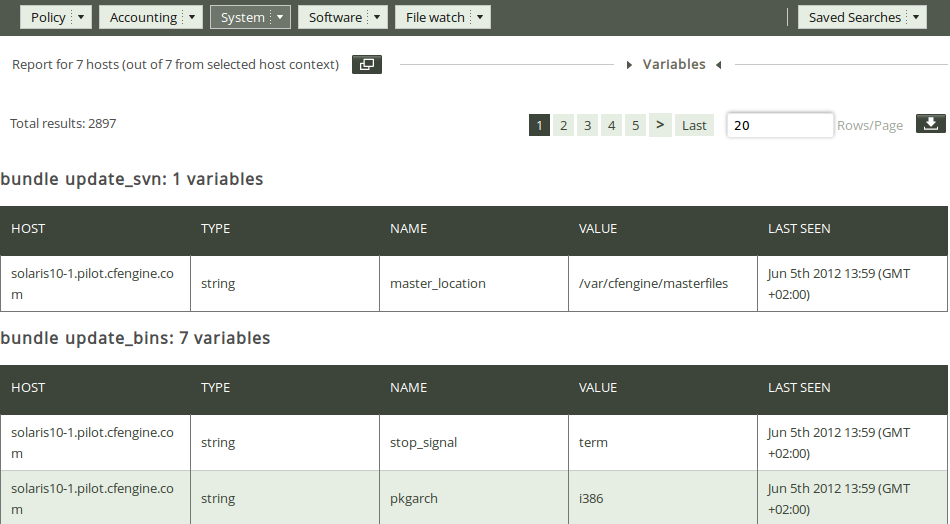 Policy Accounting System Software File watch Saved Searches
Report for 7 hosts (out of 7 from selected host context) Variables
Total results: 2897 1 2 3 4 5 > Last 20 Rows/Page
bundle update_svn: 1 variables
HOST TYPE NAME VALUE LAST SEEN
solaris10-1.pilot.cfengine.co string master_location /var/cfengine/masterfiles Jun 5th 2012 13:59 (GMT
m +02:00)
bundle update_bins: 7 variables
HOST TYPE NAME VALUE LAST SEEN
solaris10-1.pilot.cfengine.co string stop_signal term Jun 5th 2012 13:59 (GMT
m +02:00)
solaris10-1.pilot.cfengine.co string pkgarch i386 Jun 5th 2012 13:59 (GMT
m +02:00)